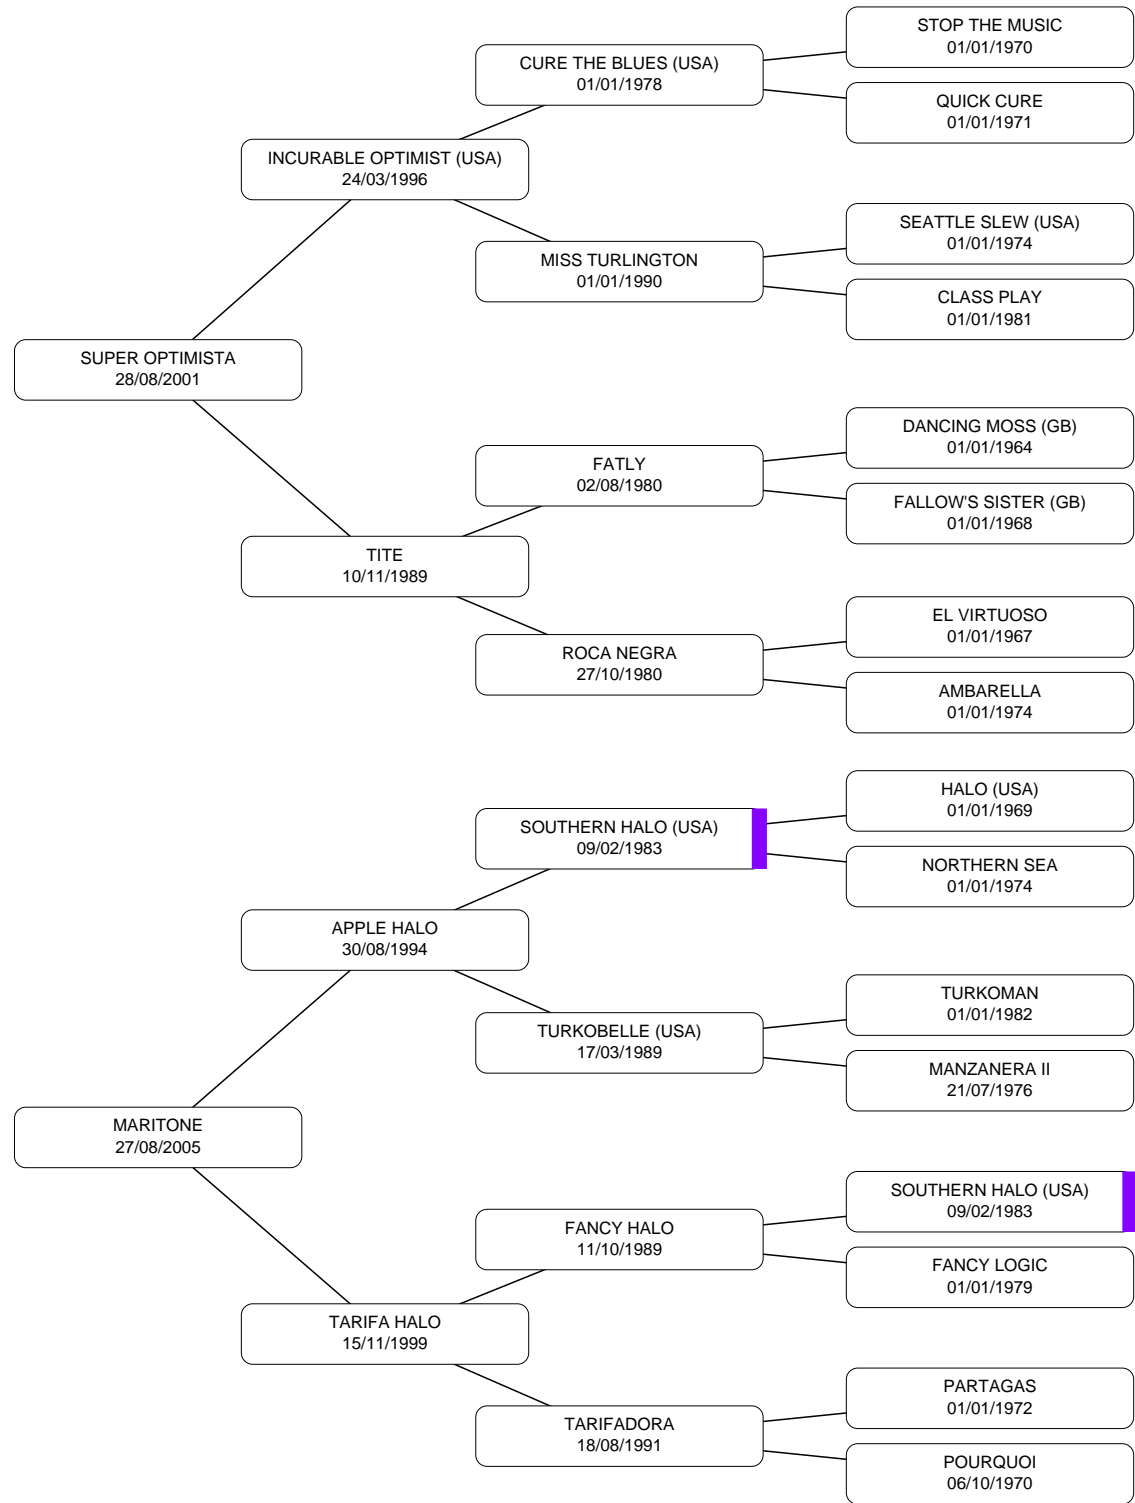 STOP THE MUSIC
01/01/1970
CURE THE BLUES (USA)
01/01/1978
QUICK CURE
01/01/1971
INCURABLE OPTIMIST (USA)
24/03/1996
SEATTLE SLEW (USA)
01/01/1974
MISS TURLINGTON
01/01/1990
CLASS PLAY
01/01/1981
SUPER OPTIMISTA
28/08/2001
DANCING MOSS (GB)
01/01/1964
FATLY
02/08/1980
FALLOW'S SISTER (GB)
01/01/1968
TITE
10/11/1989
EL VIRTUOSO
01/01/1967
ROCA NEGRA
27/10/1980
AMBARELLA
01/01/1974
HALO (USA)
01/01/1969
SOUTHERN HALO (USA)
09/02/1983
NORTHERN SEA
01/01/1974
APPLE HALO
30/08/1994
TURKOMAN
01/01/1982
TURKOBELLE (USA)
17/03/1989
MANZANERA II
21/07/1976
MARITONE
27/08/2005
SOUTHERN HALO (USA)
09/02/1983
FANCY HALO
11/10/1989
FANCY LOGIC
01/01/1979
TARIFA HALO
15/11/1999
PARTAGAS
01/01/1972
TARIFADORA
18/08/1991
POURQUOI
06/10/1970